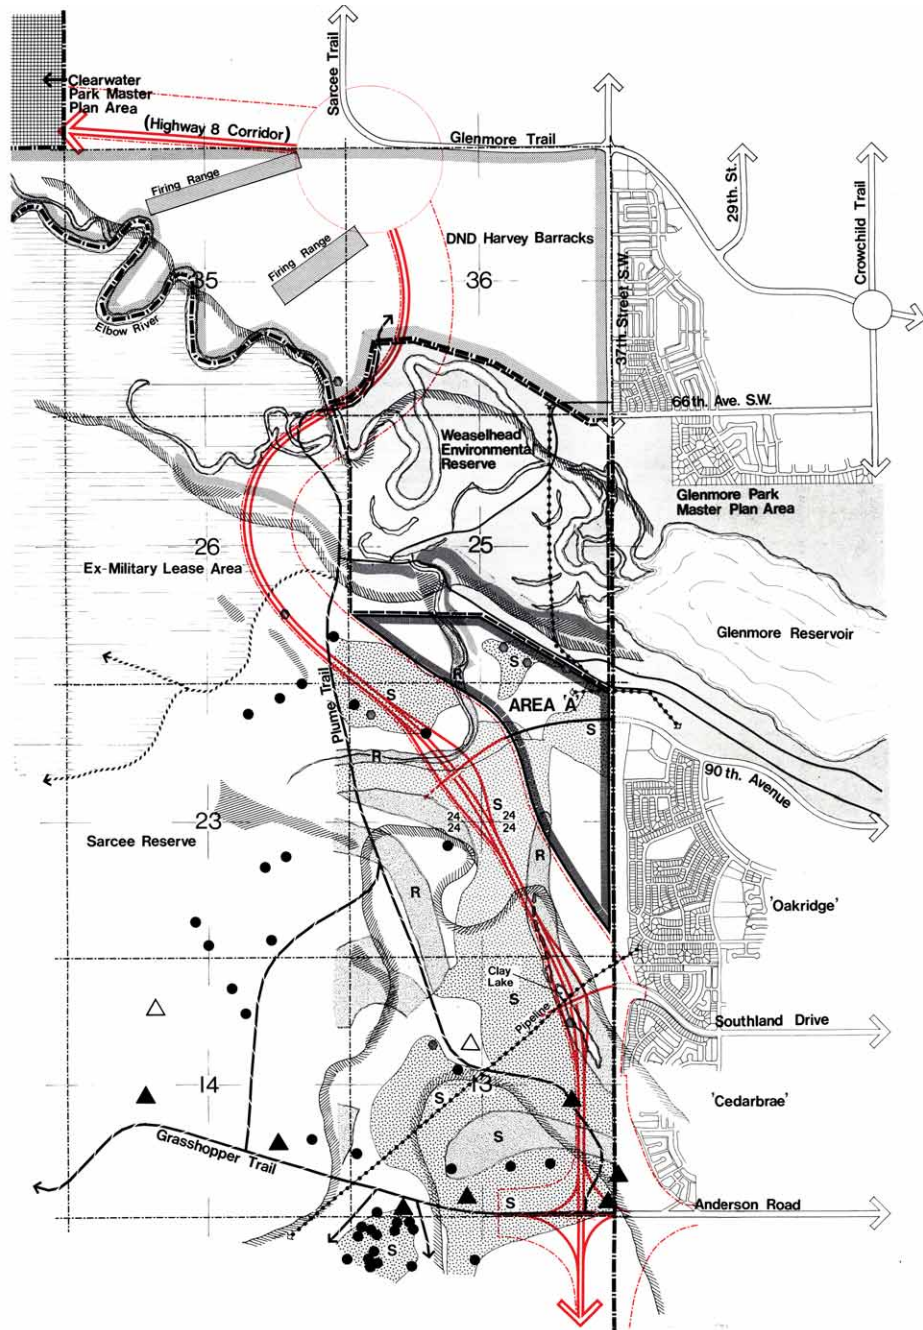 Sarcee Trail
Clearwater
Park Master
Plan Area
(Highway 8 Corridor)
Glenmore Trail
29th. St.
Crowchild Trail
Firing Range
DND Harvey Barracks
Firing Range
35
36
37th. Street S.W.
Elbow River
66th. Ave. S.W.
Weaselhead
Environmental
Reserve
Glenmore Park
Master Plan Area
26
25
Ex-Military Lease Area
Glenmore Reservoir
S
R
Plume Trail
S
AREA 'A'
S
R
90th. Avenue
S
24 24
24 24
23
Sarcee Reserve
R
R
'Oakridge'
Clay
Lake
S
Pipeline
Southland Drive
14
13
'Cedarbrae'
S
S
Grasshopper Trail
S
Anderson Road
S